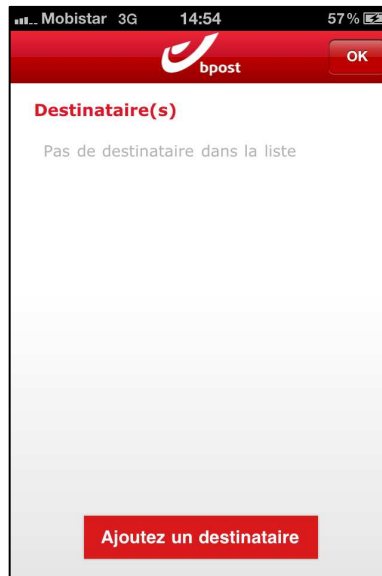 Mobistar 3G 14:54 57%
bpost
OK
Destinataire(s)
Pas de destinataire dans la liste
Ajoutez un destinataire